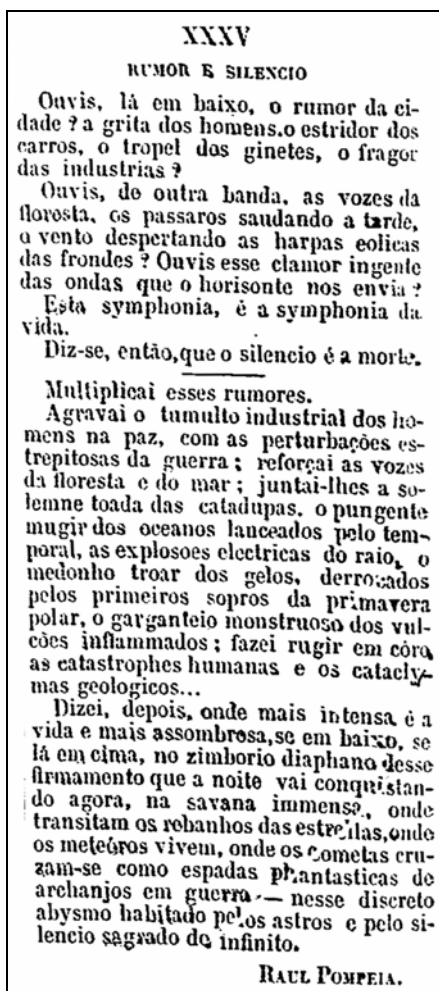 XXXV
RUMOR E SILENCIO
Ouvis, lá em baixo, o rumor da ci-
dade ? a grita dos homens.o estridor dos
carros, o tropel dos ginetes, o fragor
das industrias ?
Ouvis, de outra banda, as vozes da
floresta, os passaros saudando a tarde,
o vento despertando as harpas eolicas
das frondes ? Ouvis esse clamor ingente
das ondas que o horisonte nos envia ?
Esta symphonia, é a symphonia da
vida.
Diz-se, então,que o silencio é a morte.
Multiplicai esses rumores.
Agravai o tumulto industrial dos ho-
mens na paz, com as perturbações es-
trepitosas da guerra ; reforçai as vozes
da floresta e do mar ; juntai-lhes a so-
lemne toada das catadupas, o pungente
mugir dos oceanos lanceados pelo tem-
poral, as explosoes electricas do raio, o
medonho troar dos gelos, derrocados
pelos primeiros sopros da primavera
polar, o garganteio monstruoso dos vul-
cões inflammados ; fazei rugir em côro
as catastrophes humanas e os cataclys-
mas geologicos...
Dizei, depois, onde mais intensa é a
vida e mais assombrosa,se em baixo, se
lá em cima, no zimborio diaphano desse
firmamento que a noite vai conquistan-
do agora, na savana immensa, onde
transitam os rebanhos das estrellas,onde
os meteóros vivem, onde os cometas cru-
zam-se como espadas phantasticas de
archanjos em guerra — nesse discreto
abysmo habitado pelos astros e pelo si-
lencio sagrado do infinito.
RAUL POMPEIA.